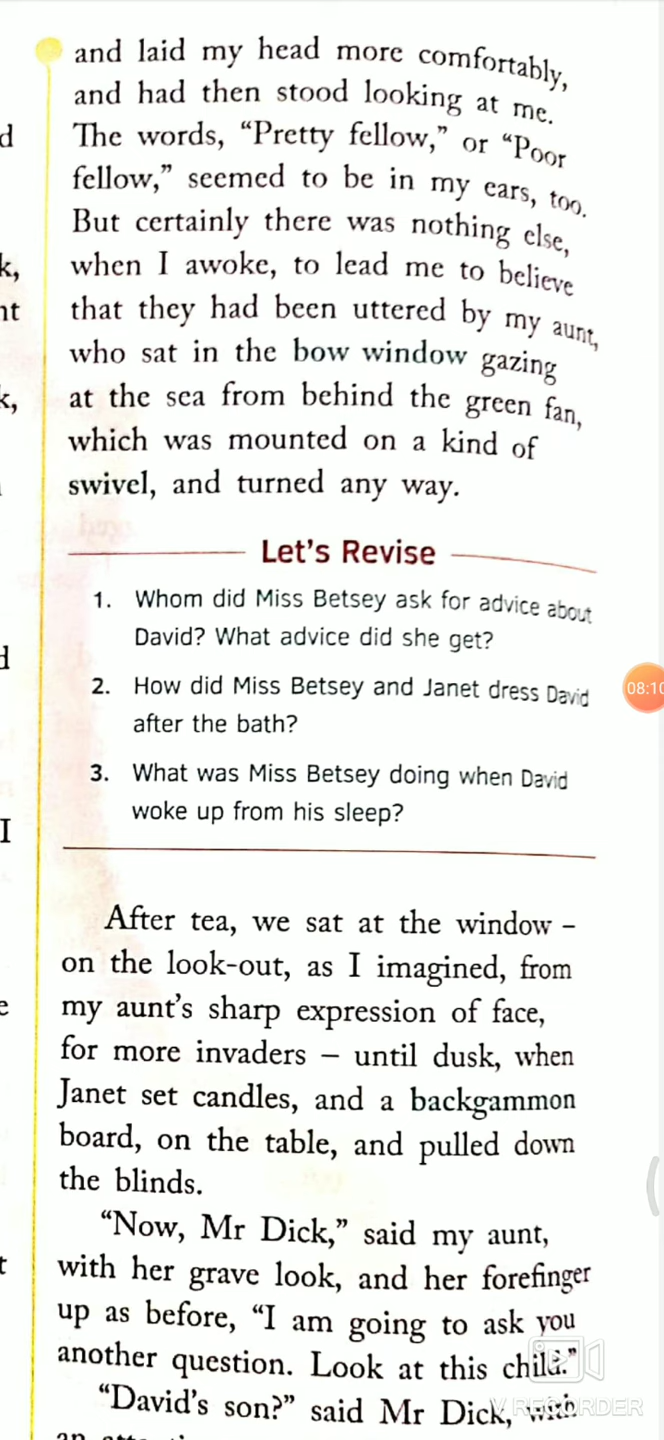 and laid my head more comfortably,
and had then stood looking at me.
The words, “Pretty fellow,” or “Poor
fellow,” seemed to be in my ears, too.
But certainly there was nothing else,
when I awoke, to lead me to believe
that they had been uttered by my aunt,
who sat in the bow window gazing
at the sea from behind the green fan,
which was mounted on a kind of
swivel, and turned any way.
Let’s Revise
1. Whom did Miss Betsey ask for advice about
David? What advice did she get?
2. How did Miss Betsey and Janet dress David
after the bath?
3. What was Miss Betsey doing when David
woke up from his sleep?
08:10
After tea, we sat at the window –
on the look-out, as I imagined, from
my aunt’s sharp expression of face,
for more invaders – until dusk, when
Janet set candles, and a backgammon
board, on the table, and pulled down
the blinds.
“Now, Mr Dick,” said my aunt,
with her grave look, and her forefinger
up as before, “I am going to ask you
another question. Look at this child.”
“David’s son?” said Mr Dick, with
V RECORDER